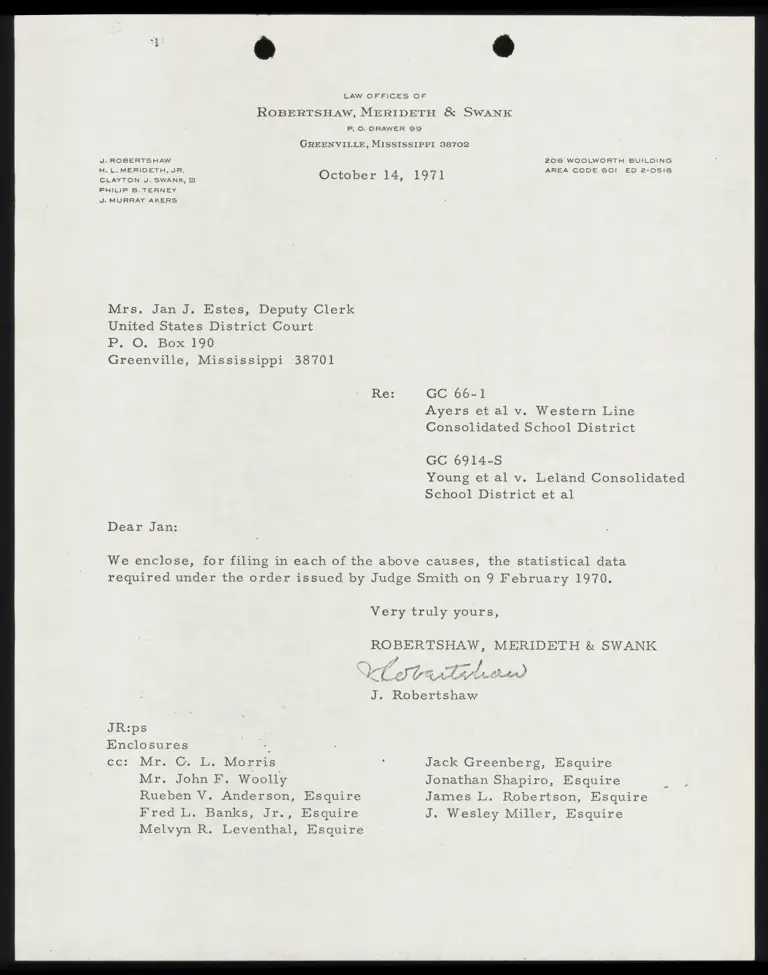 LAW OFFICES OF
ROBERTSHAW, MERIDETH & SWANK
P. O. DRAWER 99
GREENVILLE, MISSISSIPPI 38702
J. ROBERTSHAW
H. L. MERIDETH, JR.
CLAYTON J. SWANK, III
PHILIP B. TERNEY
J. MURRAY AKERS
206 WOOLWORTH BUILDING
AREA CODE 601 ED 2-0516
October 14, 1971
Mrs. Jan J. Estes, Deputy Clerk
United States District Court
P. O. Box 190
Greenville, Mississippi 38701
Re: GC 66-1
Ayers et al v. Western Line
Consolidated School District
GC 6914-S
Young et al v. Leland Consolidated
School District et al
Dear Jan:
We enclose, for filing in each of the above causes, the statistical data
required under the order issued by Judge Smith on 9 February 1970.
Very truly yours,
ROBERTSHAW, MERIDETH & SWANK
J Robertshaw
J. Robertshaw
JR:ps
Enclosures
cc: Mr. C. L. Morris
Mr. John F. Woolly
Rueben V. Anderson, Esquire
Fred L. Banks, Jr., Esquire
Melvyn R. Leventhal, Esquire
Jack Greenberg, Esquire
Jonathan Shapiro, Esquire
James L. Robertson, Esquire
J. Wesley Miller, Esquire